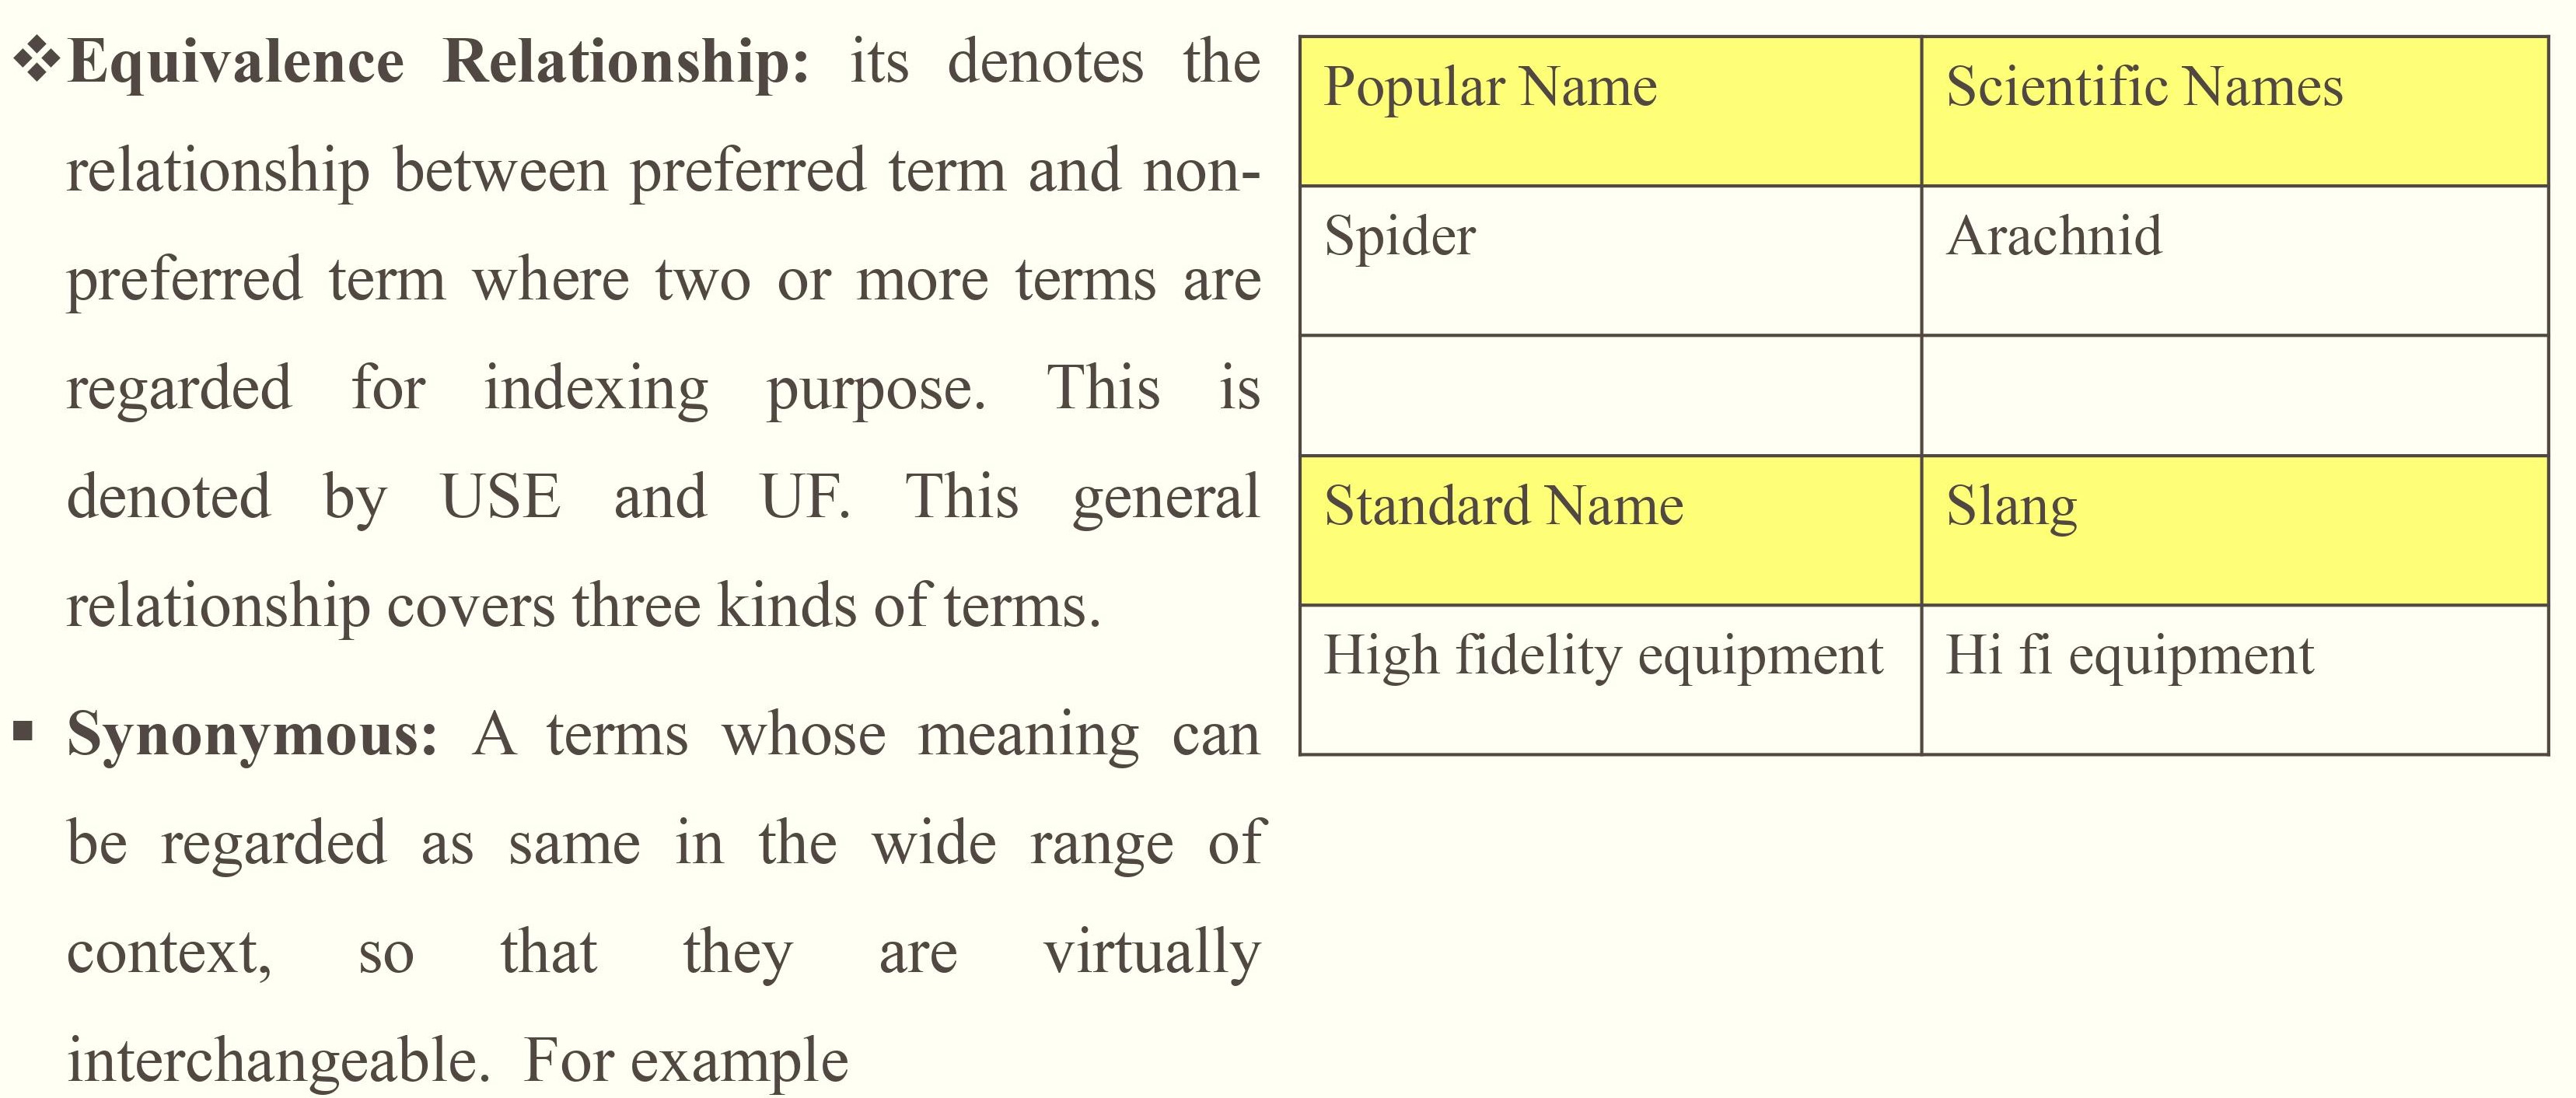 ❖Equivalence Relationship: its denotes the
relationship between preferred term and non-
preferred term where two or more terms are
regarded for indexing purpose. This is
denoted by USE and UF. This general
relationship covers three kinds of terms.
▪ Synonymous: A terms whose meaning can
be regarded as same in the wide range of
context, so that they are virtually
interchangeable. For example
Popular Name Scientific Names
Spider Arachnid
Standard Name Slang
High fidelity equipment Hi fi equipment